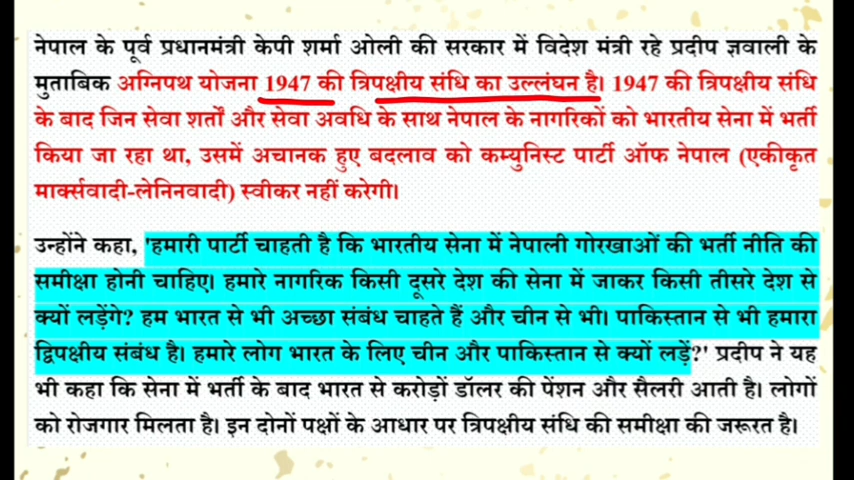 नेपाल के पूर्व प्रधानमंत्री केपी शर्मा ओली की सरकार में विदेश मंत्री रहे प्रदीप ज्ञवाली के
मुताबिक अग्निपथ योजना 1947 की त्रिपक्षीय संधि का उल्लंघन है। 1947 की त्रिपक्षीय संधि
के बाद जिन सेवा शर्तों और सेवा अवधि के साथ नेपाल के नागरिकों को भारतीय सेना में भर्ती
किया जा रहा था, उसमें अचानक हुए बदलाव को कम्युनिस्ट पार्टी ऑफ नेपाल (एकीकृत
मार्क्सवादी-लेनिनवादी) स्वीकर नहीं करेगी।
उन्होंने कहा, 'हमारी पार्टी चाहती है कि भारतीय सेना में नेपाली गोरखाओं की भर्ती नीति की
समीक्षा होनी चाहिए। हमारे नागरिक किसी दूसरे देश की सेना में जाकर किसी तीसरे देश से
क्यों लड़ेंगे? हम भारत से भी अच्छा संबंध चाहते हैं और चीन से भी। पाकिस्तान से भी हमारा
द्विपक्षीय संबंध है। हमारे लोग भारत के लिए चीन और पाकिस्तान से क्यों लड़ें?' प्रदीप ने यह
भी कहा कि सेना में भर्ती के बाद भारत से करोड़ों डॉलर की पेंशन और सैलरी आती है। लोगों
को रोजगार मिलता है। इन दोनों पक्षों के आधार पर त्रिपक्षीय संधि की समीक्षा की जरूरत है।